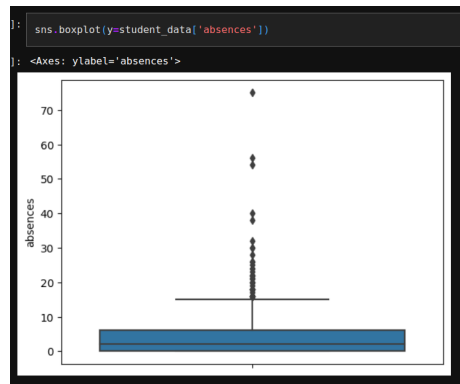 ]: sns.boxplot(y=student_data['absences'])
]: <Axes: ylabel='absences'>
70
60
50
40
30
20
10
0
absences